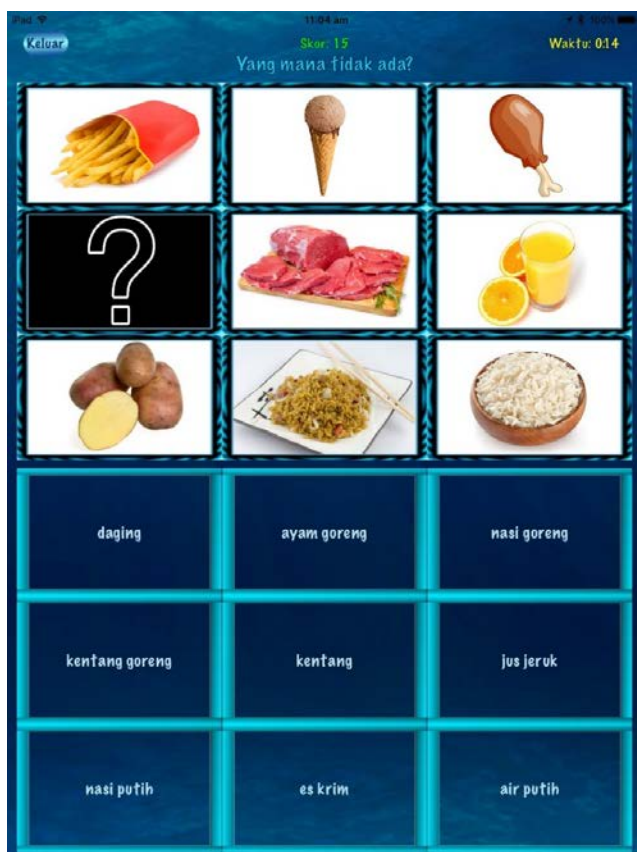 iPad 11:04 am 100%
Keluar
Skor: 15
Waktu: 0:14
Yang mana tidak ada?
?
daging
ayam goreng
nasi goreng
kentang goreng
kentang
jus jeruk
nasi putih
es krim
air putih